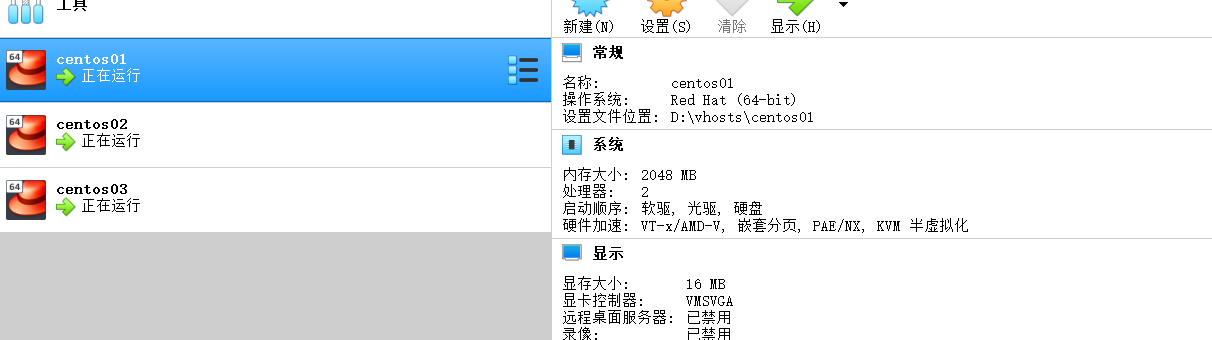 工具
64
centos01
正在运行
64
centos02
正在运行
64
centos03
正在运行
新建(N) 设置(S) 清除 显示(H)
常规
名称: centos01
操作系统: Red Hat (64-bit)
设置文件位置: D:\vhosts\centos01
系统
内存大小: 2048 MB
处理器: 2
启动顺序: 软驱, 光驱, 硬盘
硬件加速: VT-x/AMD-V, 嵌套分页, PAE/NX, KVM 半虚拟化
显示
显存大小: 16 MB
显卡控制器: VMSVGA
远程桌面服务器: 已禁用
录像: 已禁用